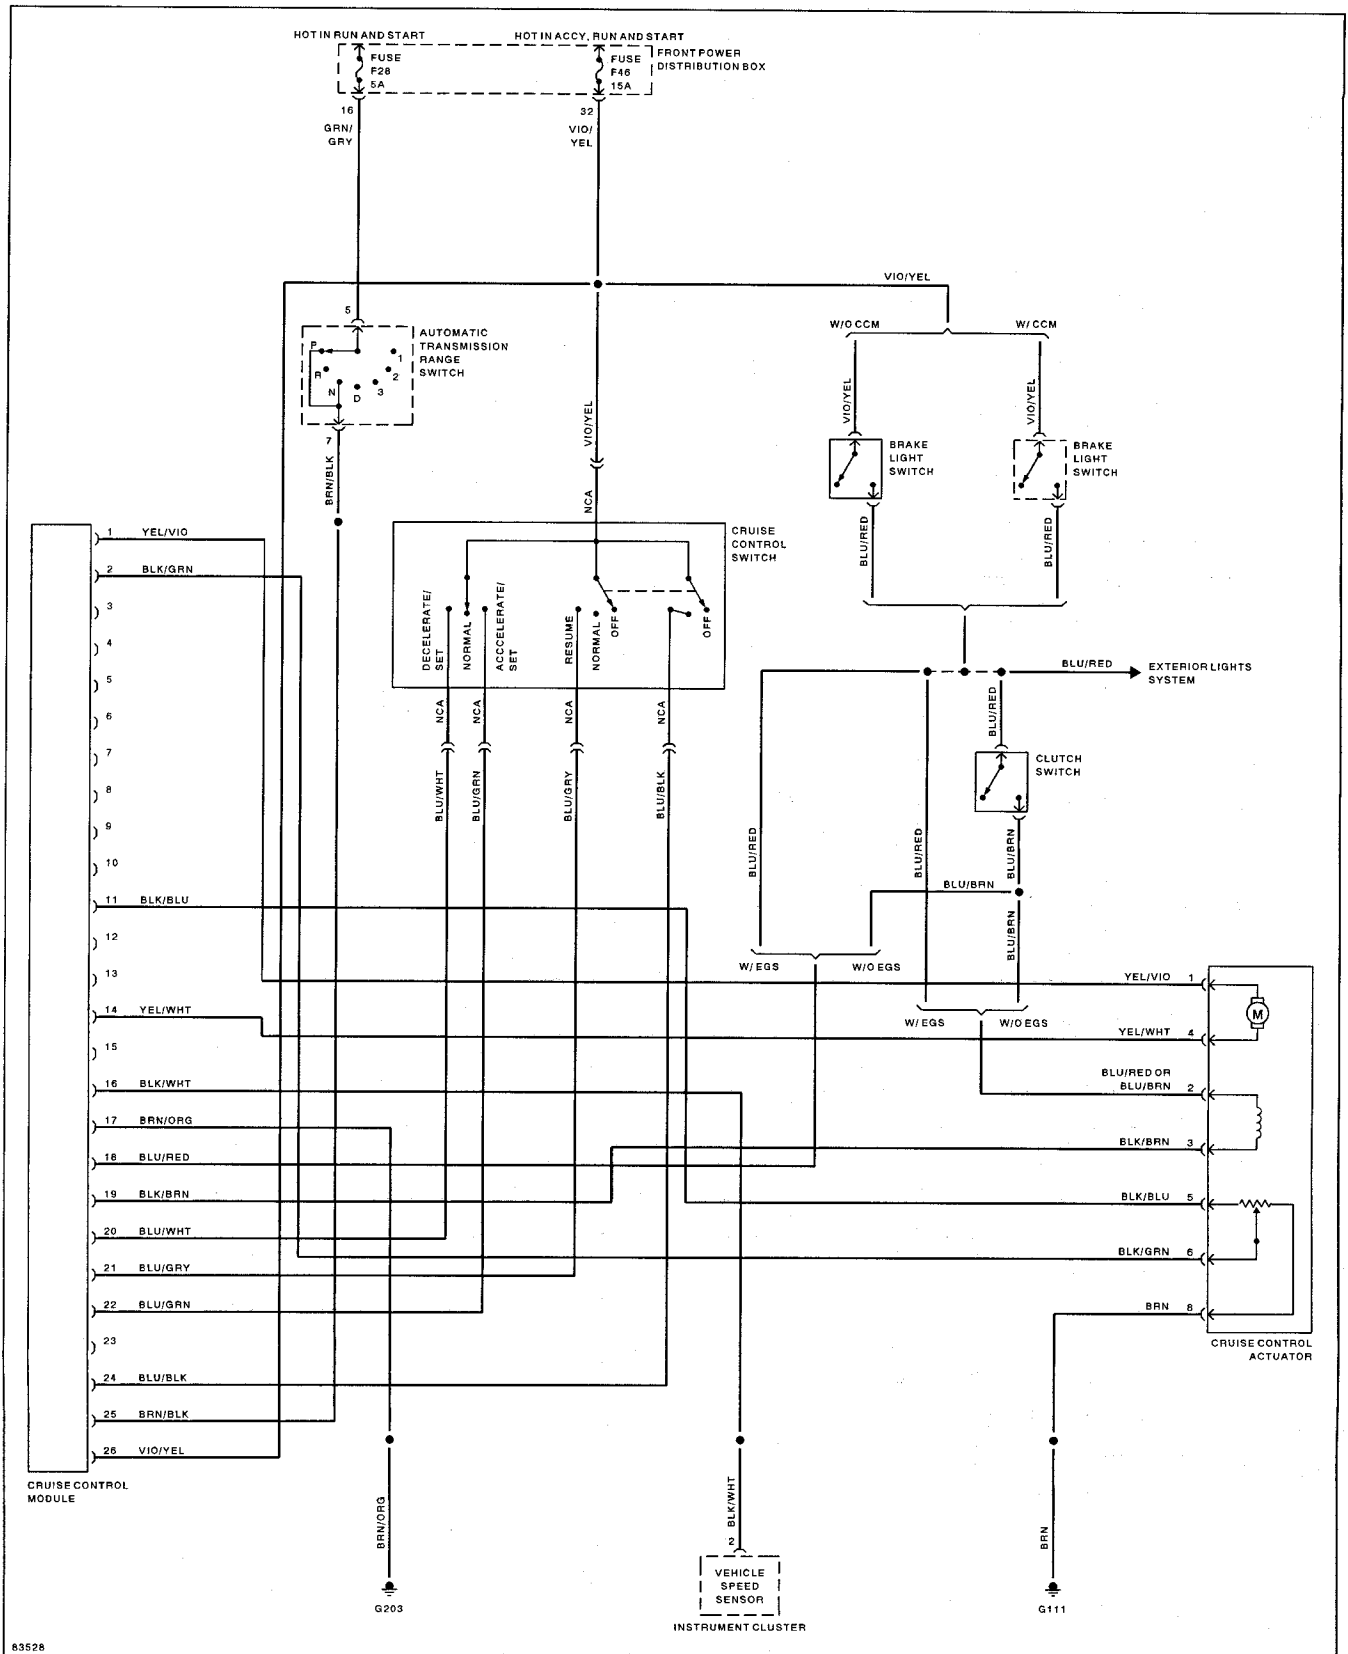 HOT IN RUN AND START
HOT IN ACCY, RUN AND START
FUSE
F28
5A
FUSE
F46
15A
FRONT POWER
DISTRIBUTION BOX
16
GRN/
GRY
32
VIO/
YEL
VIO/YEL
5
AUTOMATIC
TRANSMISSION
RANGE
SWITCH
P
R
N
D
3
2
1
7
BRN/BLK
W/O CCM
W/ CCM
VIO/YEL
VIO/YEL
VIO/YEL
NCA
BRAKE
LIGHT
SWITCH
BRAKE
LIGHT
SWITCH
BLU/RED
BLU/RED
CRUISE
CONTROL
SWITCH
DECELERATE/
SET
NORMAL
ACCCELERATE/
SET
RESUME
NORMAL
OFF
OFF
NCA
NCA
NCA
NCA
BLU/WHT
BLU/GRN
BLU/GRY
BLU/BLK
BLU/RED
EXTERIOR LIGHTS
SYSTEM
BLU/RED
CLUTCH
SWITCH
BLU/RED
BLU/RED
BLU/BRN
BLU/BRN
BLU/BRN
W/ EGS
W/O EGS
W/ EGS
W/O EGS
1 YEL/VIO
2 BLK/GRN
3
4
5
6
7
8
9
10
11 BLK/BLU
12
13
14 YEL/WHT
15
16 BLK/WHT
17 BRN/ORG
18 BLU/RED
19 BLK/BRN
20 BLU/WHT
21 BLU/GRY
22 BLU/GRN
23
24 BLU/BLK
25 BRN/BLK
26 VIO/YEL
CRUISE CONTROL
MODULE
YEL/VIO 1
M
YEL/WHT 4
BLU/RED OR
BLU/BRN 2
BLK/BRN 3
BLK/BLU 5
BLK/GRN 6
BRN 8
CRUISE CONTROL
ACTUATOR
BRN/ORG
G203
BLK/WHT
2
VEHICLE
SPEED
SENSOR
INSTRUMENT CLUSTER
BRN
G111
83528